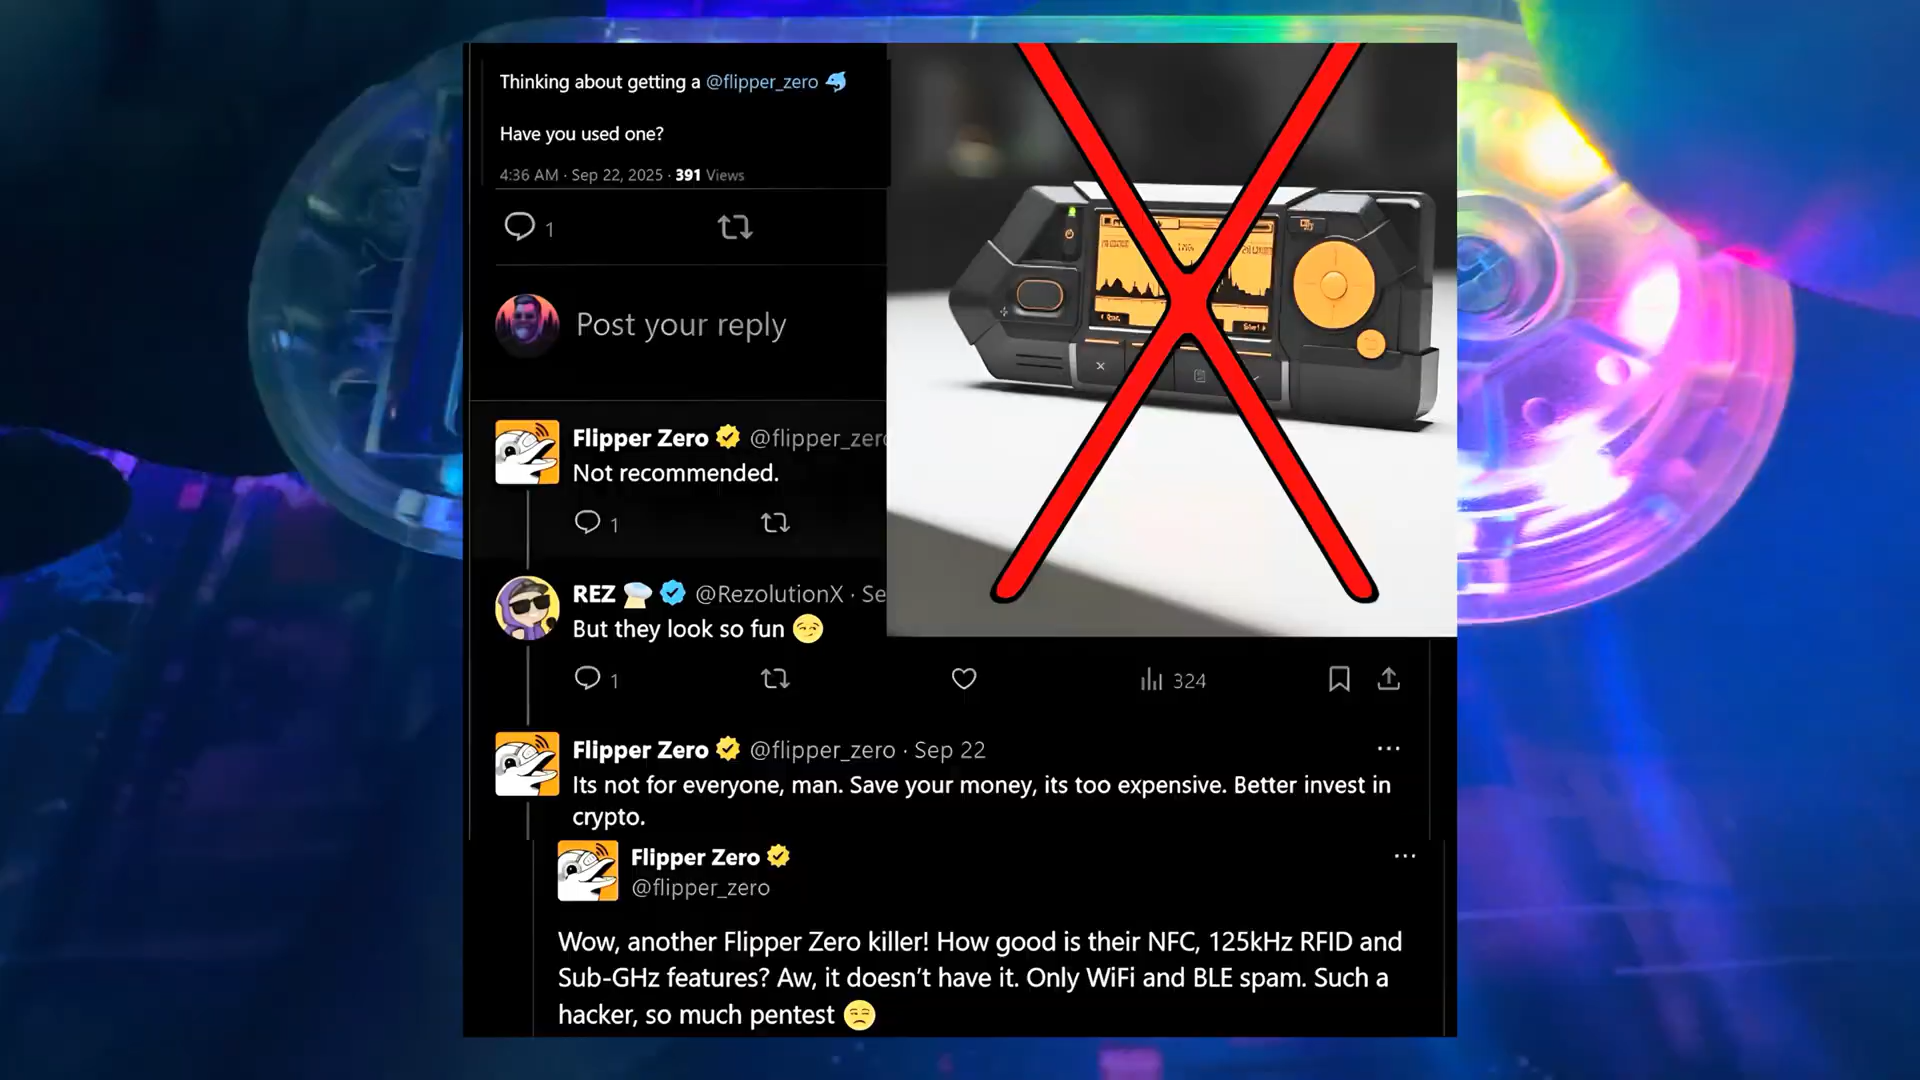 Thinking about getting a @flipper_zero
Have you used one?
4:36 AM · Sep 22, 2025 · 391 Views
1
Post your reply
Flipper Zero @flipper_zero
Not recommended.
1
REZ @RezolutionX · Se
But they look so fun
1
324
Flipper Zero @flipper_zero · Sep 22
Its not for everyone, man. Save your money, its too expensive. Better invest in
crypto.
Flipper Zero
@flipper_zero
Wow, another Flipper Zero killer! How good is their NFC, 125kHz RFID and
Sub-GHz features? Aw, it doesn’t have it. Only WiFi and BLE spam. Such a
hacker, so much pentest